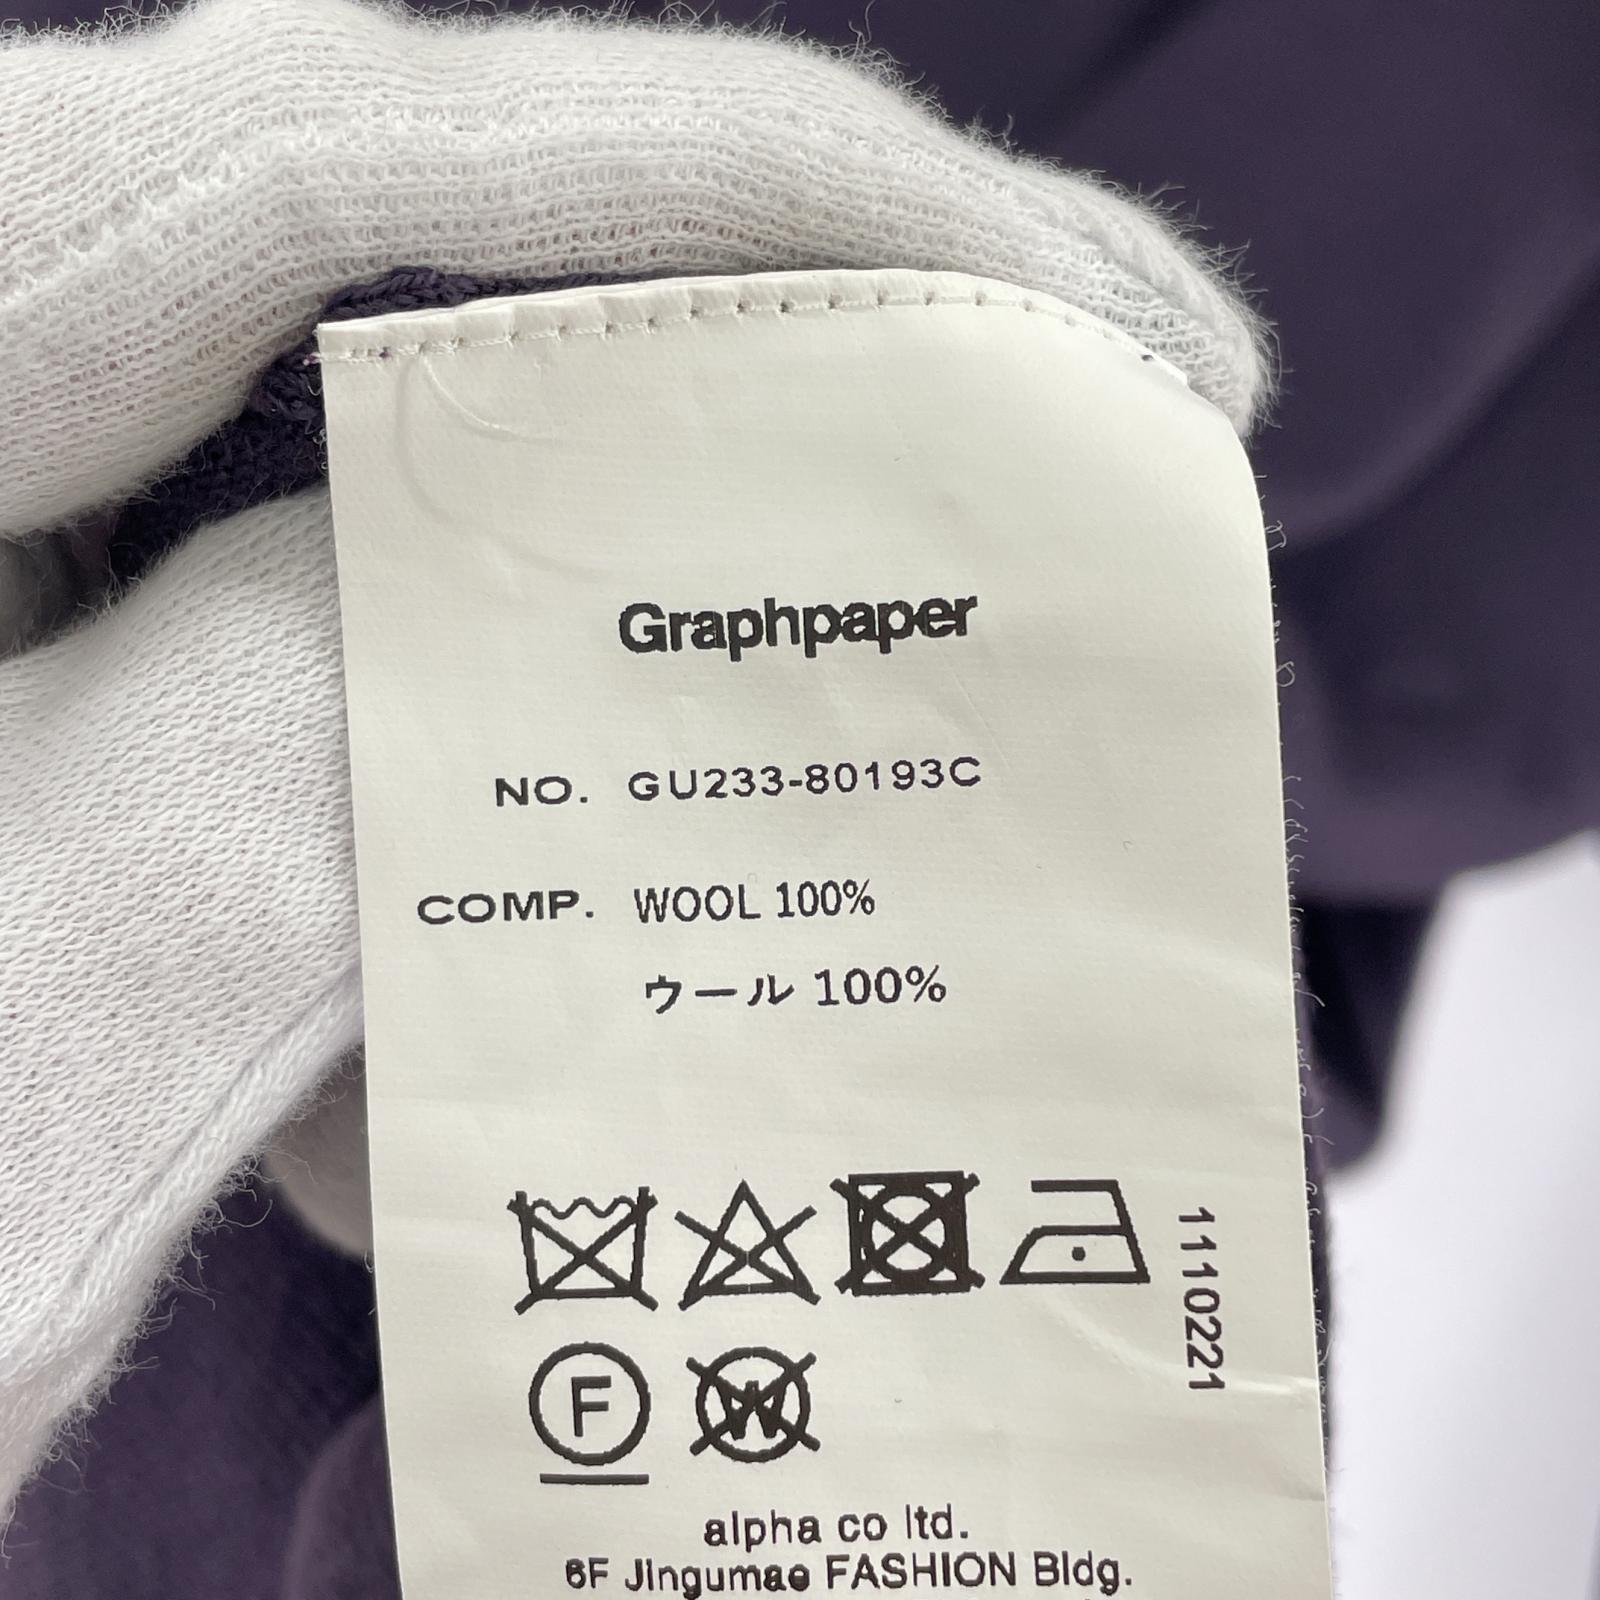 Graphpaper
NO. GU233-80193C
COMP. WOOL 100%
ウール 100%
1110221
F
W
alpha co ltd.
6F Jingumae FASHION Bldg.